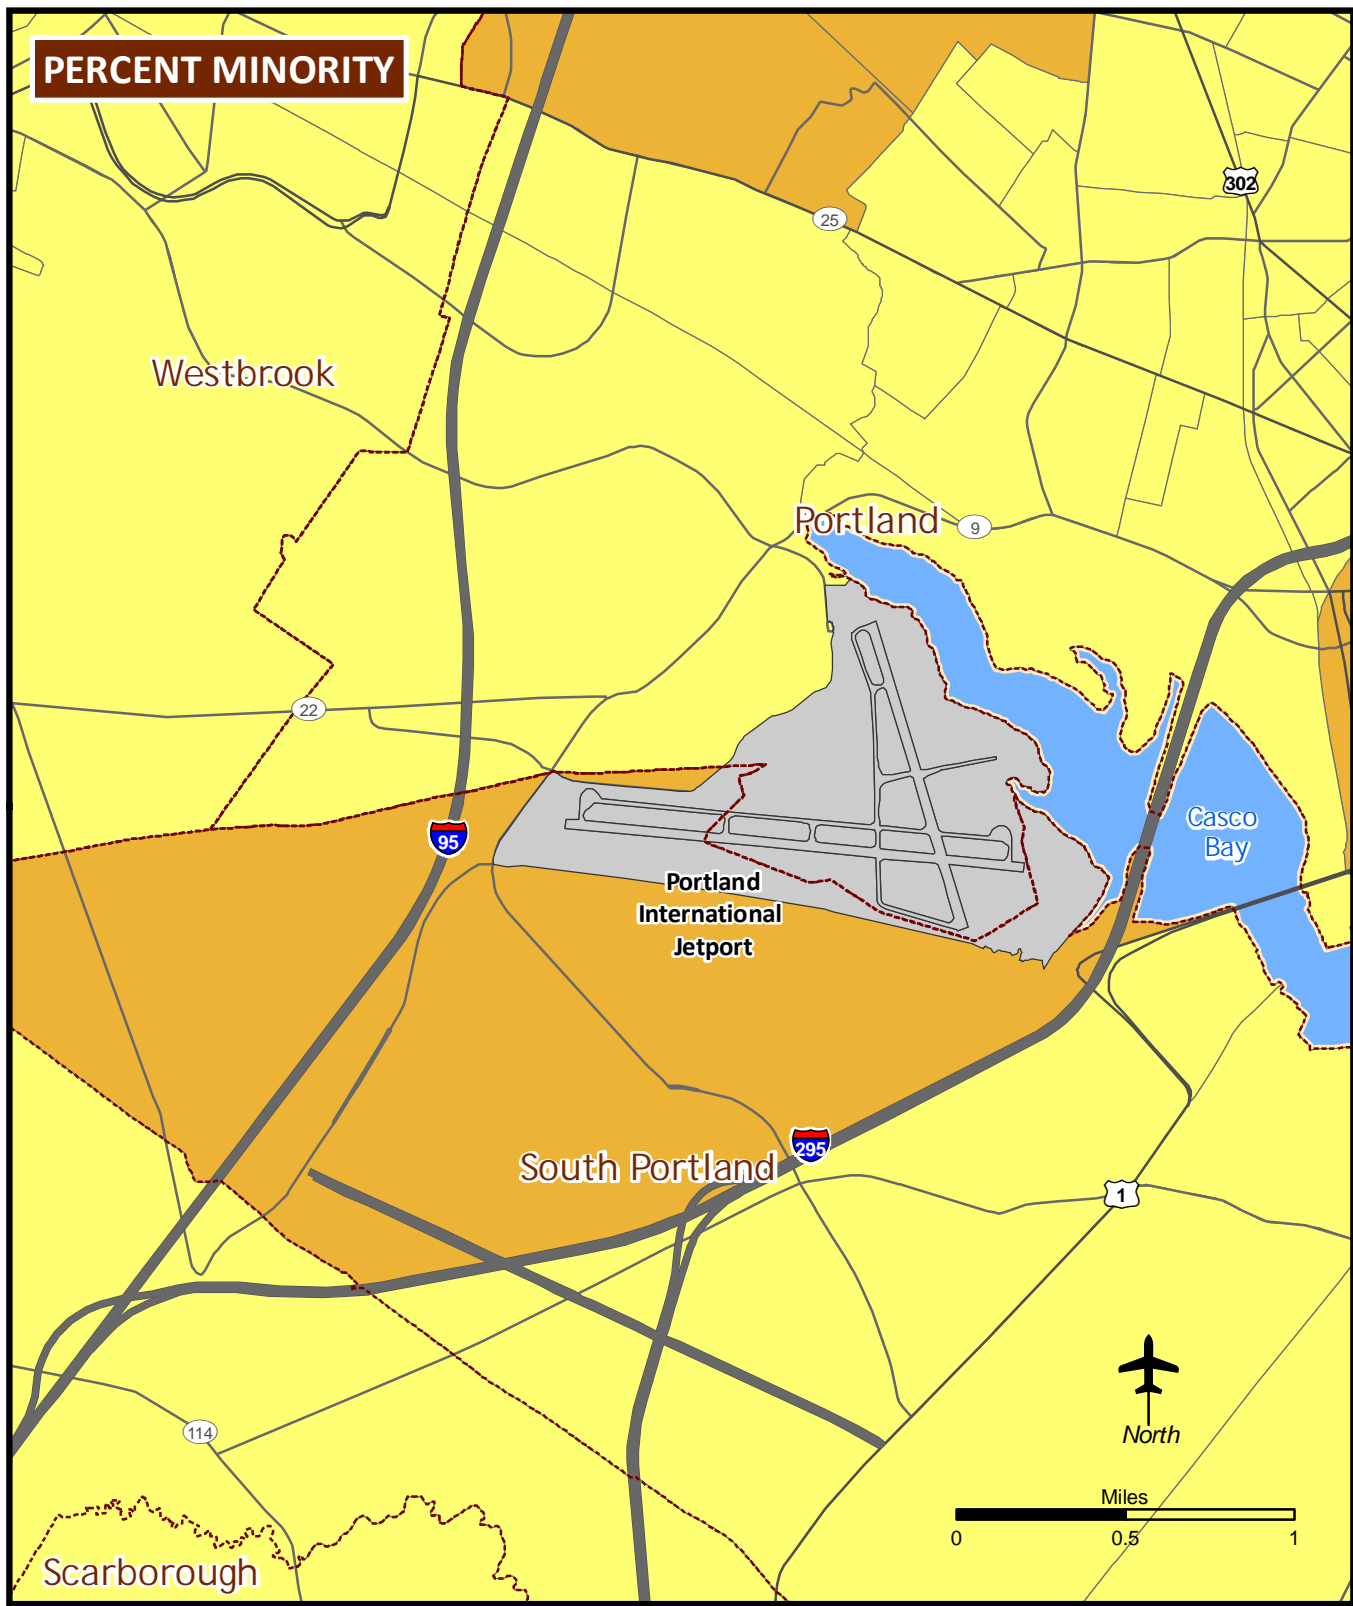 PERCENT MINORITY
302
25
Westbrook
Portland
9
22
Casco
Bay
95
Portland
International
Jetport
South Portland
295
1
114
North
Miles
0
0.5
1
Scarborough